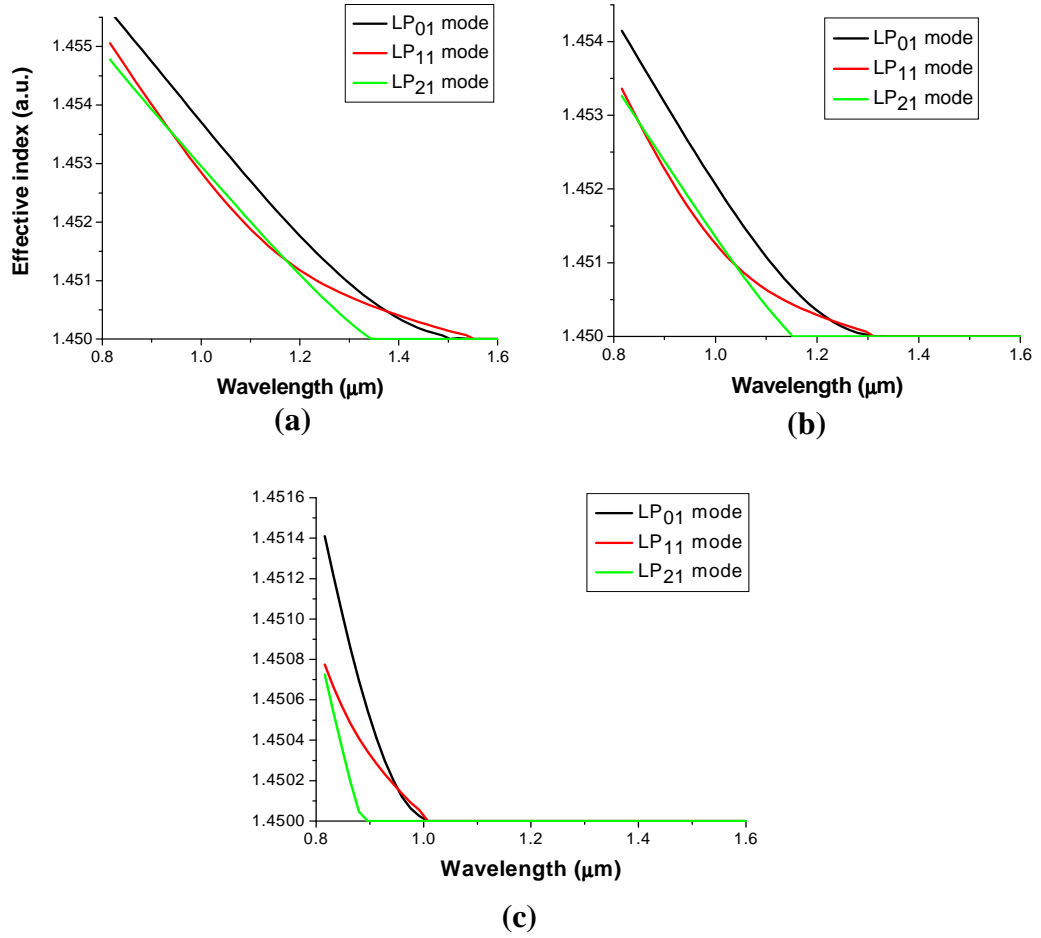 LP01 mode
LP11 mode
LP21 mode
1.455
1.454
1.453
1.452
1.451
1.450
Effective index (a.u.)
0.8 1.0 1.2 1.4 1.6
Wavelength (μm)
(a)
LP01 mode
LP11 mode
LP21 mode
1.454
1.453
1.452
1.451
1.450
0.8 1.0 1.2 1.4 1.6
Wavelength (μm)
(b)
LP01 mode
LP11 mode
LP21 mode
1.4516
1.4514
1.4512
1.4510
1.4508
1.4506
1.4504
1.4502
1.4500
0.8 1.0 1.2 1.4 1.6
Wavelength (μm)
(c)